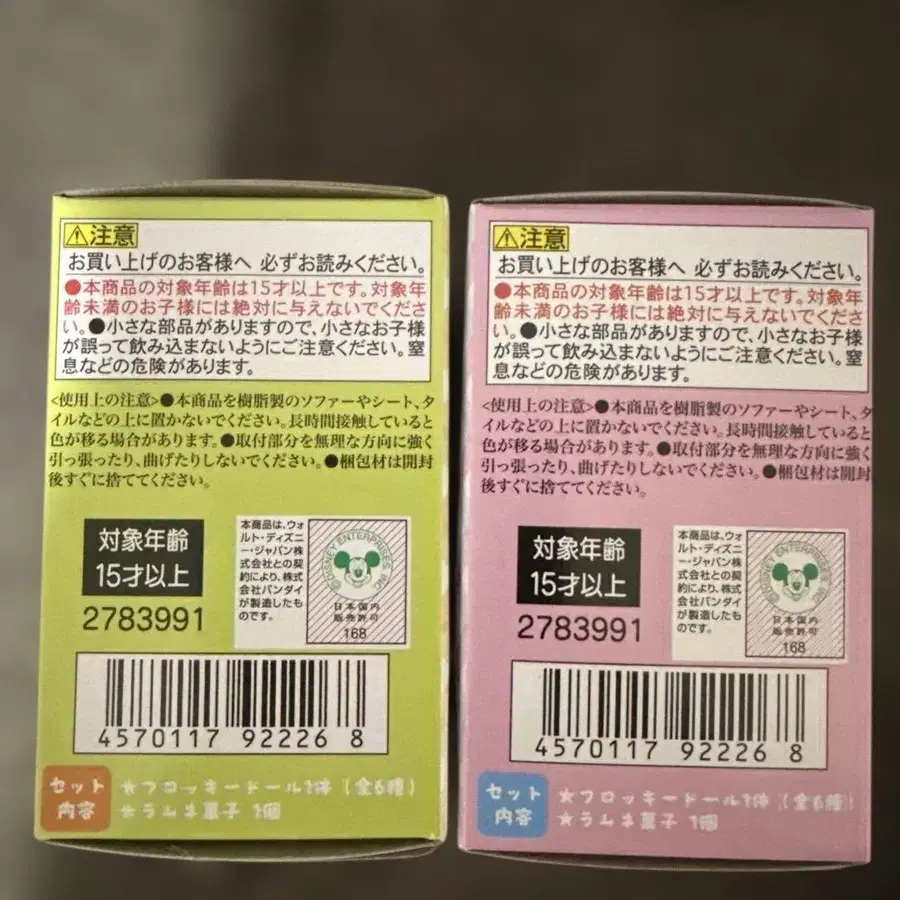 ⚠注意
お買い上げのお客様へ 必ずお読みください。
●本商品の対象年齢は15才以上です。対象年
齢未満のお子様には絶対に与えないでくださ
い。●小さな部品がありますので、小さなお子様
が誤って飲み込まないようにご注意ください。窒
息などの危険があります。
<使用上の注意>●本商品を樹脂製のソファーやシート、タ
イルなどの上に置かないでください。長時間接触していると
色が移る場合があります。●取付部分を無理な方向に強く
引っ張ったり、曲げたりしないでください。●梱包材は開封
後すぐに捨ててください。
対象年齢
15才以上
2783991
本商品は、ウォ
ルト・ディズニ
ー・ジャパン株
式会社との契
約により、株式
会社バンダイ
が製造したも
のです。
©DISNEY ENTERPRISES, INC.
日本国内
販売許可
168
4570117 922268
セット
内容
★フロッキードール1体(全6種)
★ラムネ菓子 1個
⚠注意
お買い上げのお客様へ 必ずお読みください。
●本商品の対象年齢は15才以上です。対象年
齢未満のお子様には絶対に与えないでくださ
い。●小さな部品がありますので、小さなお子様
が誤って飲み込まないようにご注意ください。窒
息などの危険があります。
<使用上の注意>●本商品を樹脂製のソファーやシート、タ
イルなどの上に置かないでください。長時間接触していると
色が移る場合があります。●取付部分を無理な方向に強く
引っ張ったり、曲げたりしないでください。●梱包材は開封
後すぐに捨ててください。
対象年齢
15才以上
2783991
本商品は、ウォ
ルト・ディズニ
ー・ジャパン株
式会社との契
約により、株式
会社バンダイ
が製造したも
のです。
©DISNEY ENTERPRISES, INC.
日本国内
販売許可
168
4570117 922268
セット
内容
★フロッキードール1体(全6種)
★ラムネ菓子 1個